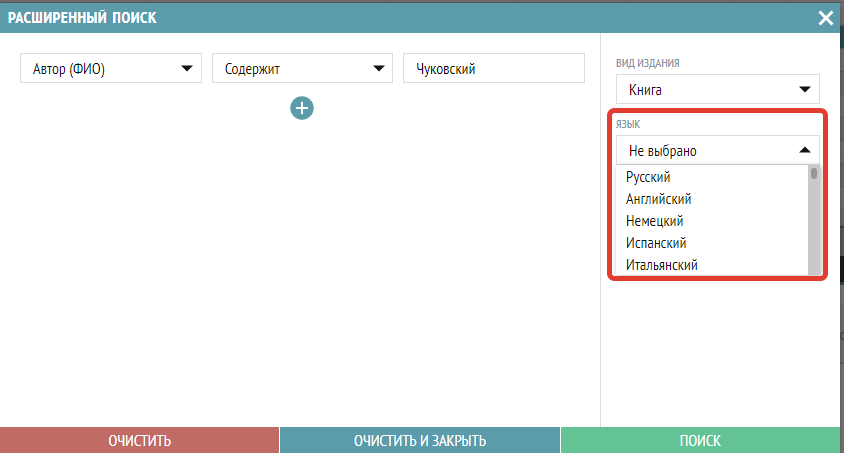 РАСШИРЕННЫЙ ПОИСК
Автор (ФИО) Содержит Чуковский
ВИД ИЗДАНИЯ
Книга
ЯЗЫК
Не выбрано
Русский
Английский
Немецкий
Испанский
Итальянский
ОЧИСТИТЬ ОЧИСТИТЬ И ЗАКРЫТЬ ПОИСК